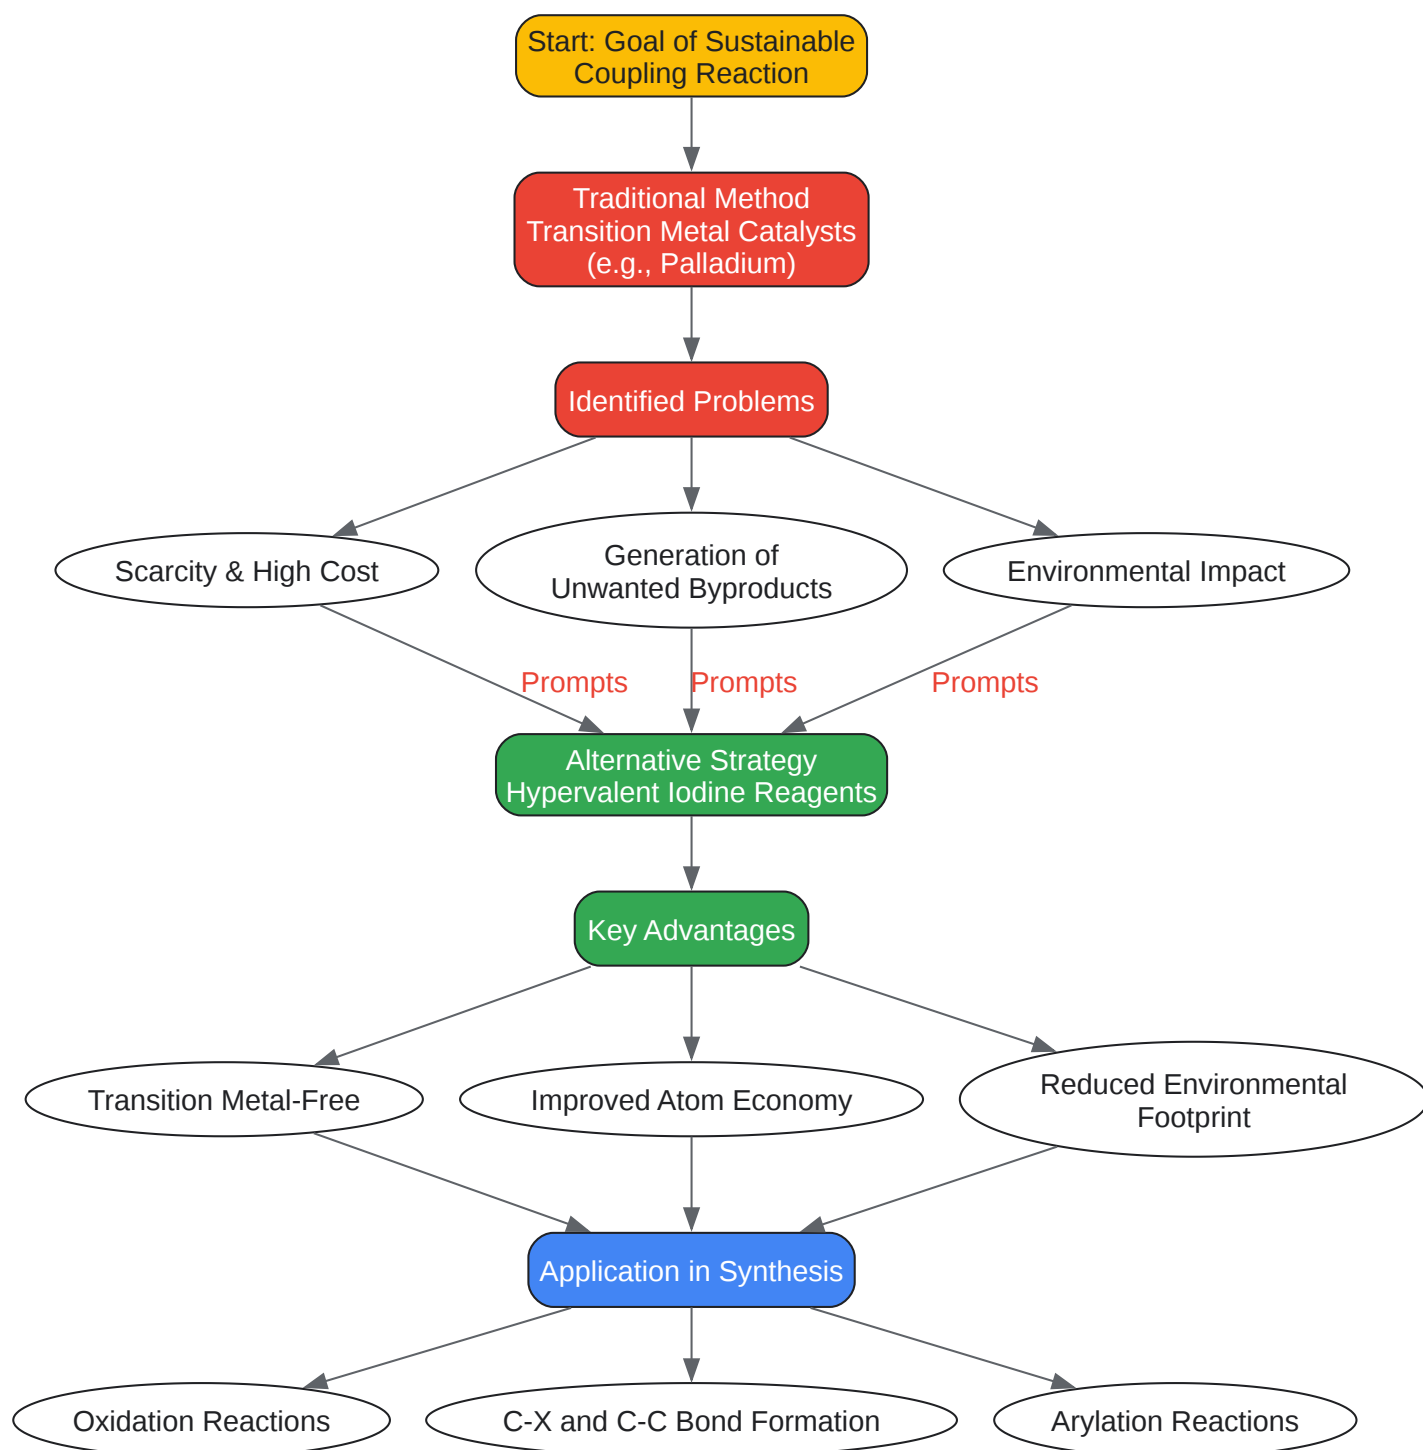 Start: Goal of Sustainable
Coupling Reaction
Traditional Method
Transition Metal Catalysts
(e.g., Palladium)
Identified Problems
Scarcity & High Cost
Generation of
Unwanted Byproducts
Environmental Impact
Prompts
Prompts
Prompts
Alternative Strategy
Hypervalent Iodine Reagents
Key Advantages
Transition Metal-Free
Improved Atom Economy
Reduced Environmental
Footprint
Application in Synthesis
Oxidation Reactions
C-X and C-C Bond Formation
Arylation Reactions